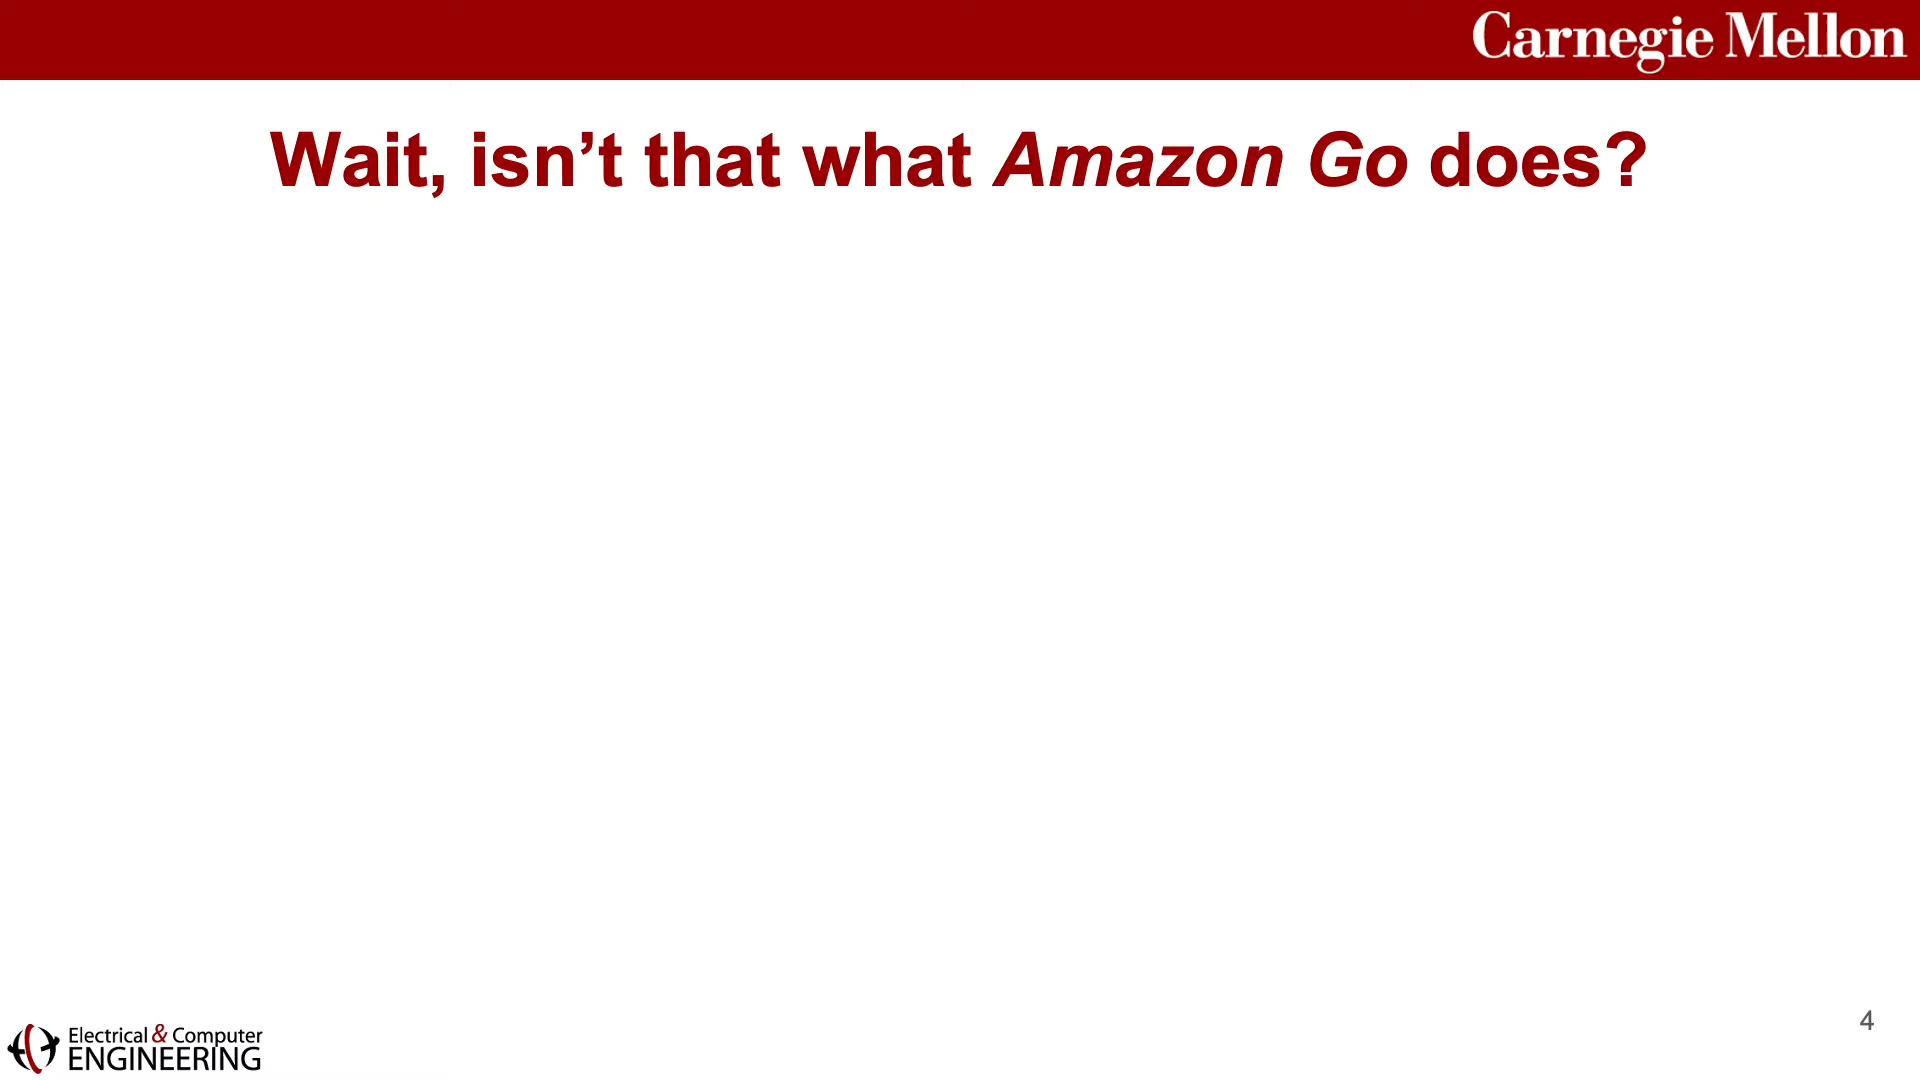 Carnegie Mellon
Wait, isn’t that what Amazon Go does?
4
Electrical & Computer
ENGINEERING